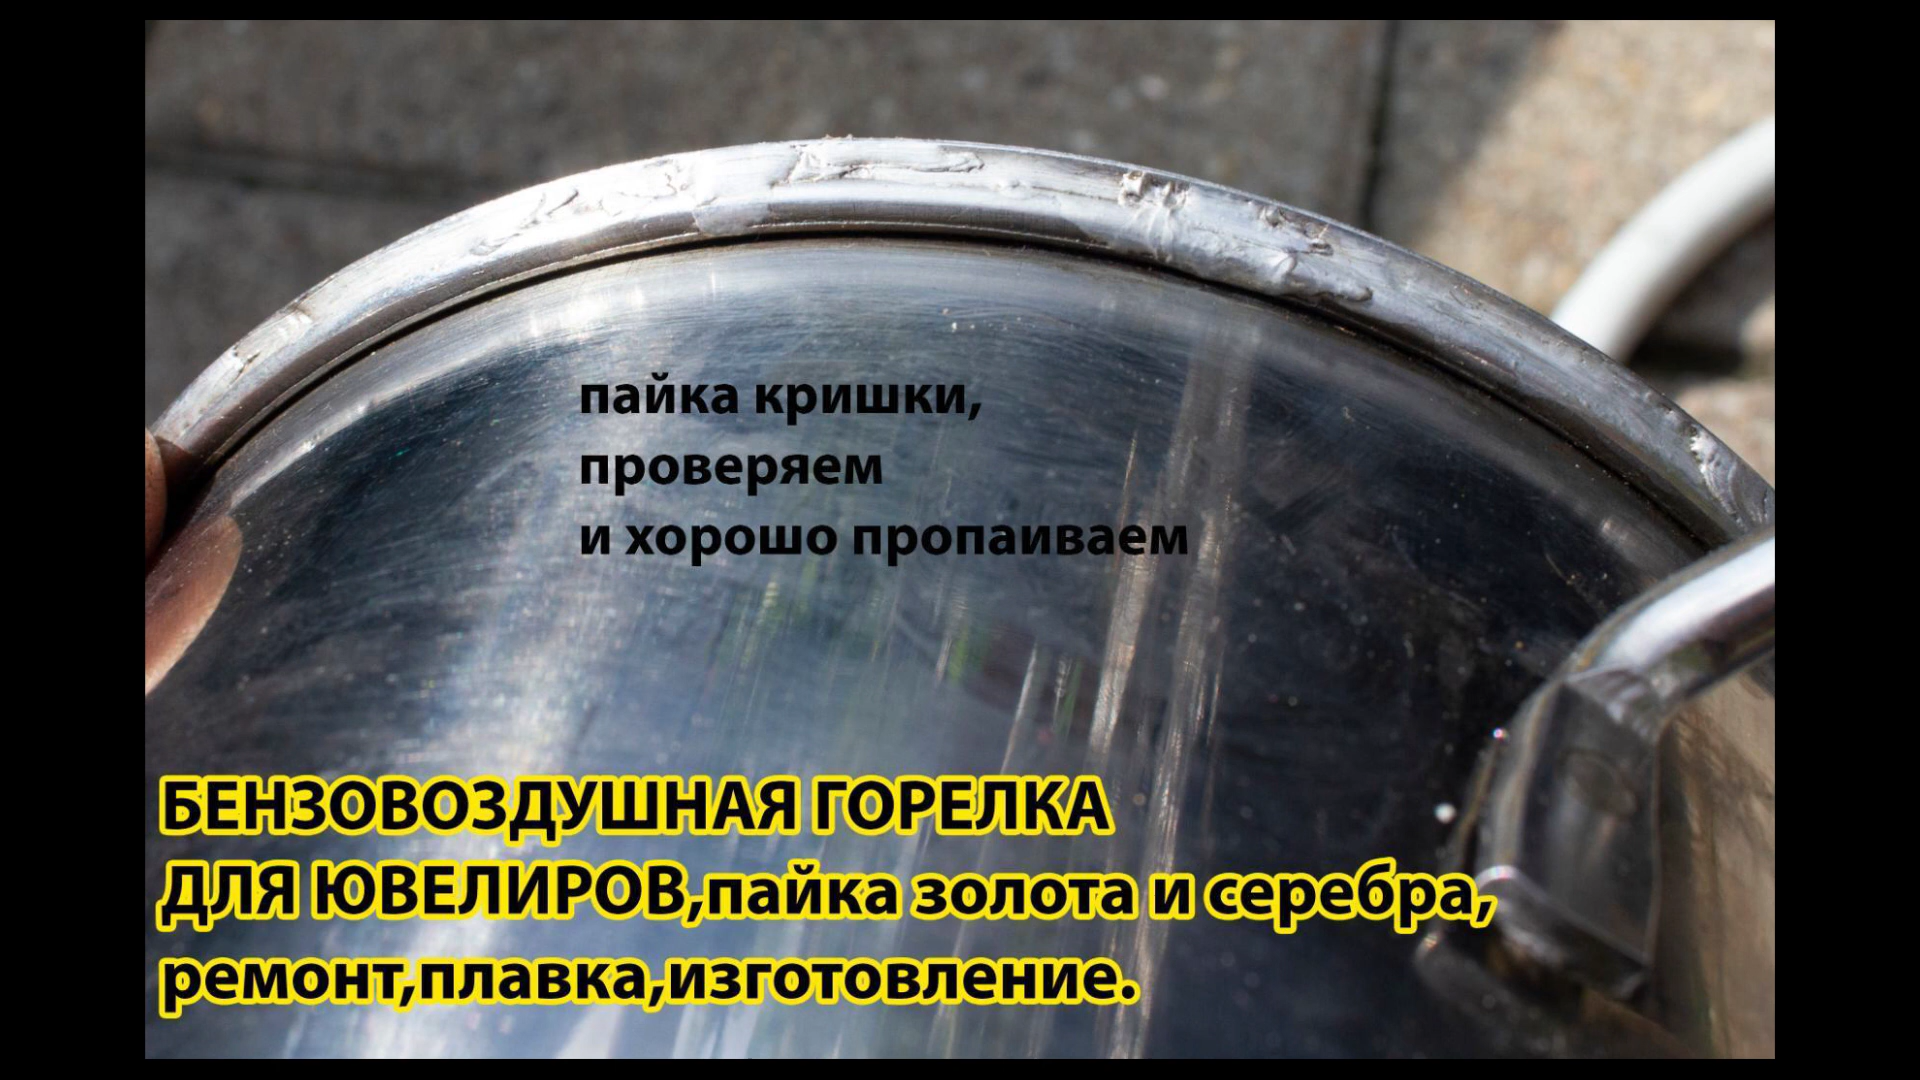 пайка кришки,
проверяем
и хорошо пропаиваем
БЕНЗОВОЗДУШНАЯ ГОРЕЛКА
ДЛЯ ЮВЕЛИРОВ,пайка золота и серебра,
ремонт,плавка,изготовление.